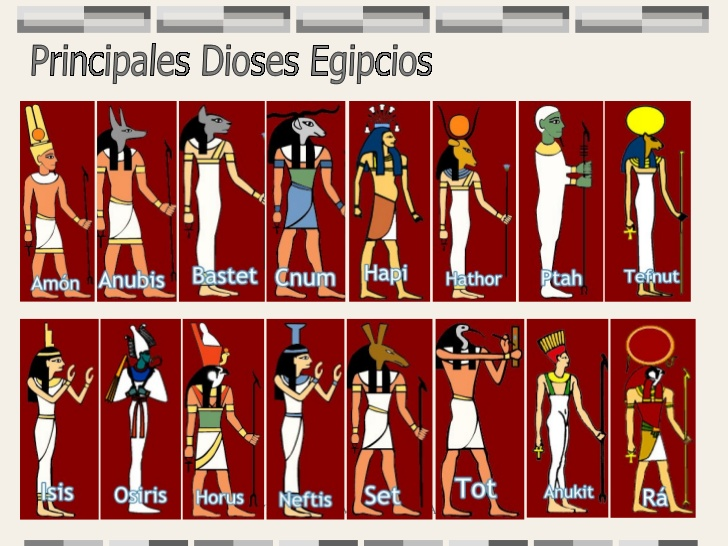 Principales Dioses Egipcios
Amón Anubis Bastet Cnum Hapi Hathor Ptah Tefnut
Isis Osiris Horus Neftis Set Tot Anukit Rá